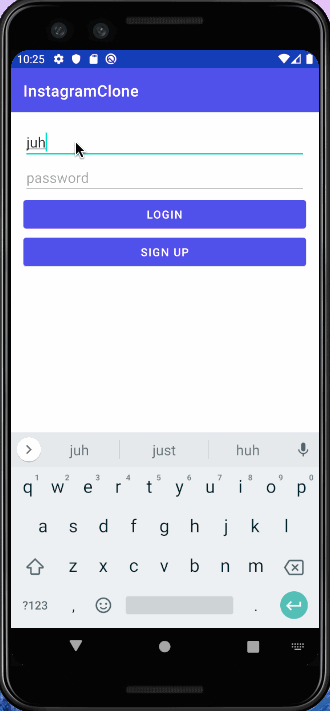 10:25
InstagramClone
juh
password
LOGIN
SIGN UP
juh just huh
q1 w2 e3 r4 t5 y6 u7 i8 o9 p0
a s d f g h j k l
z x c v b n m
?123 , .